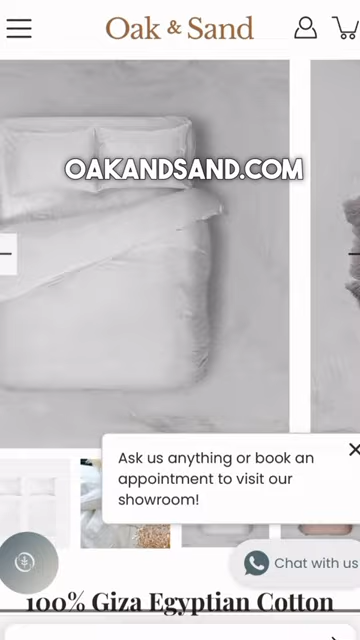 Oak & Sand
OAKANDSAND.COM
Ask us anything or book an
appointment to visit our
showroom!
Chat with us
100% Giza Egyptian Cotton